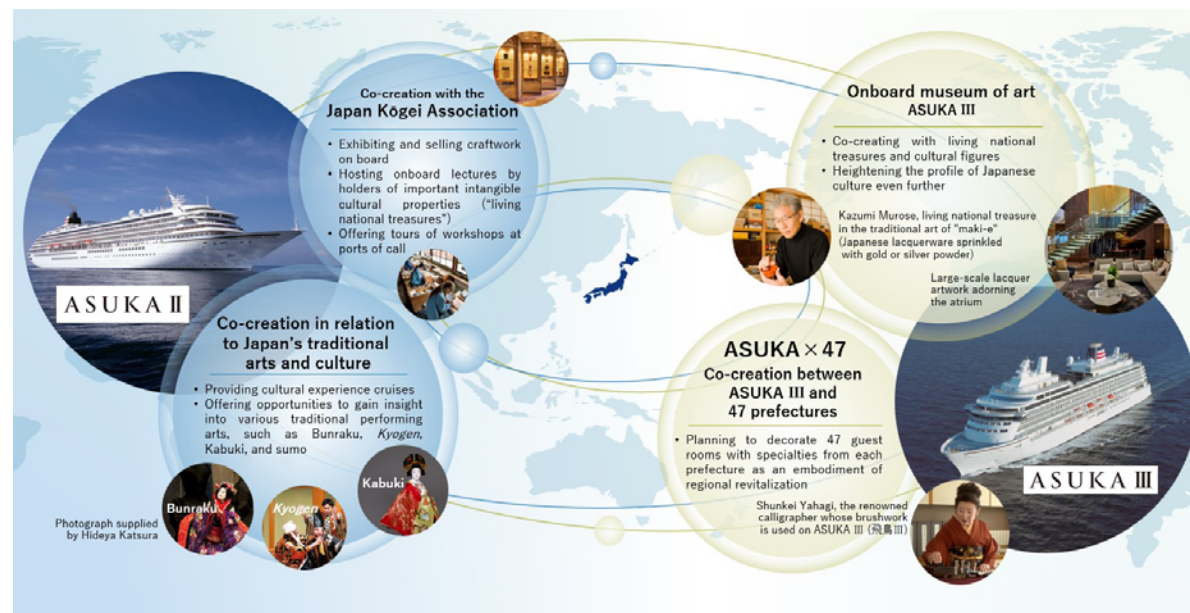 ASUKA II
Co-creation with the
Japan Kōgei Association
• Exhibiting and selling craftwork
on board
• Hosting onboard lectures by
holders of important intangible
cultural properties (“living
national treasures”)
• Offering tours of workshops at
ports of call
Co-creation in relation
to Japan’s traditional
arts and culture
• Providing cultural experience cruises
• Offering opportunities to gain insight
into various traditional performing
arts, such as Bunraku, Kyogen,
Kabuki, and sumo
Bunraku
Kyogen
Kabuki
Photograph supplied
by Hideya Katsura
Onboard museum of art
ASUKA III
• Co-creating with living national
treasures and cultural figures
• Heightening the profile of Japanese
culture even further
Kazumi Murose, living national treasure
in the traditional art of "maki-e"
(Japanese lacquerware sprinkled
with gold or silver powder)
Large-scale lacquer
artwork adorning
the atrium
ASUKA×47
Co-creation between
ASUKA III and
47 prefectures
• Planning to decorate 47 guest
rooms with specialties from each
prefecture as an embodiment of
regional revitalization
Shunkei Yahagi, the renowned
calligrapher whose brushwork
is used on ASUKA III (飛鳥III)
ASUKA III